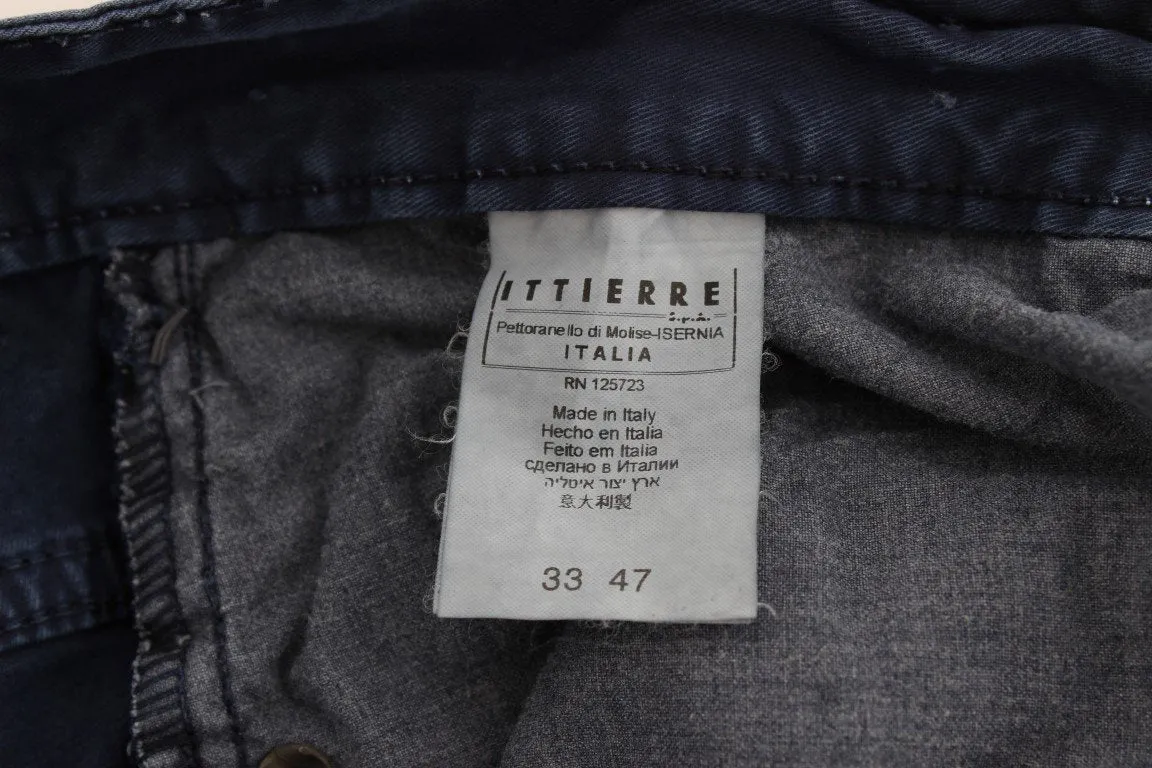 ITTIERRE
S.p.A.
Pettoranello di Molise-ISERNIA
ITALIA
RN 125723
Made in Italy
Hecho en Italia
Feito em Italia
сделано в Италии
ארץ יצור איטליה
意大利製
33 47